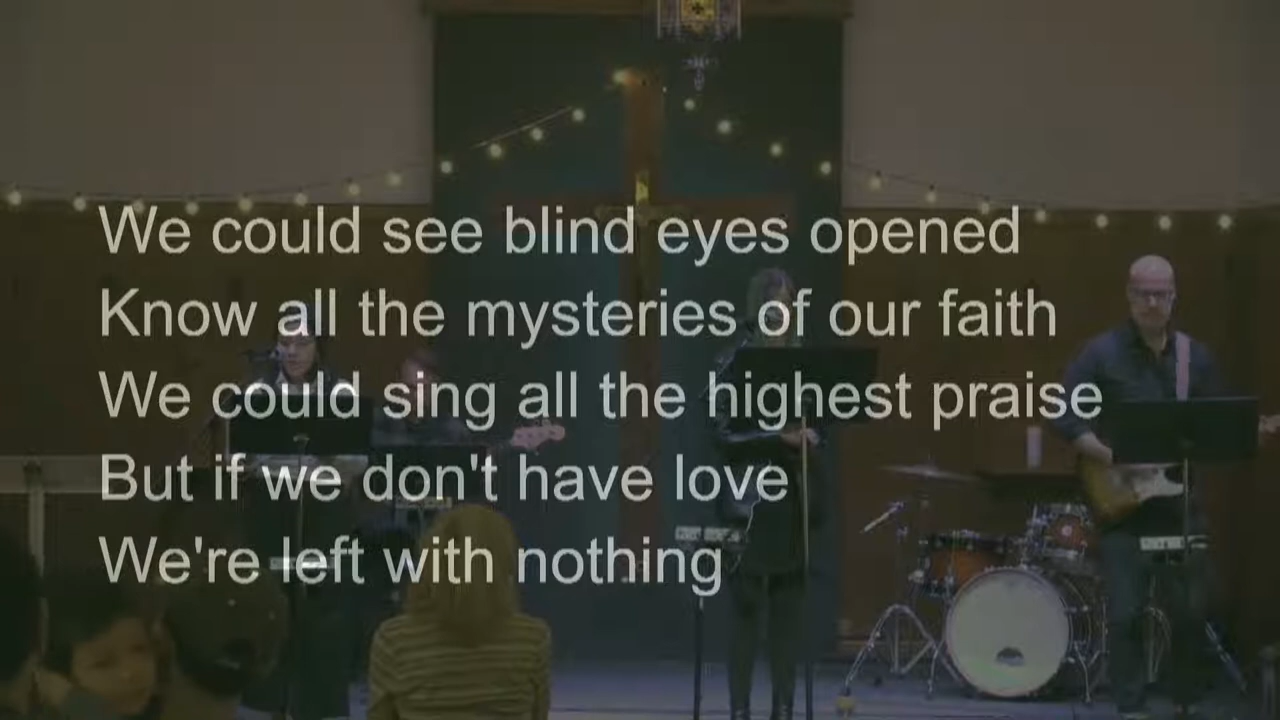 We could see blind eyes opened
Know all the mysteries of our faith
We could sing all the highest praise
But if we don't have love
We're left with nothing